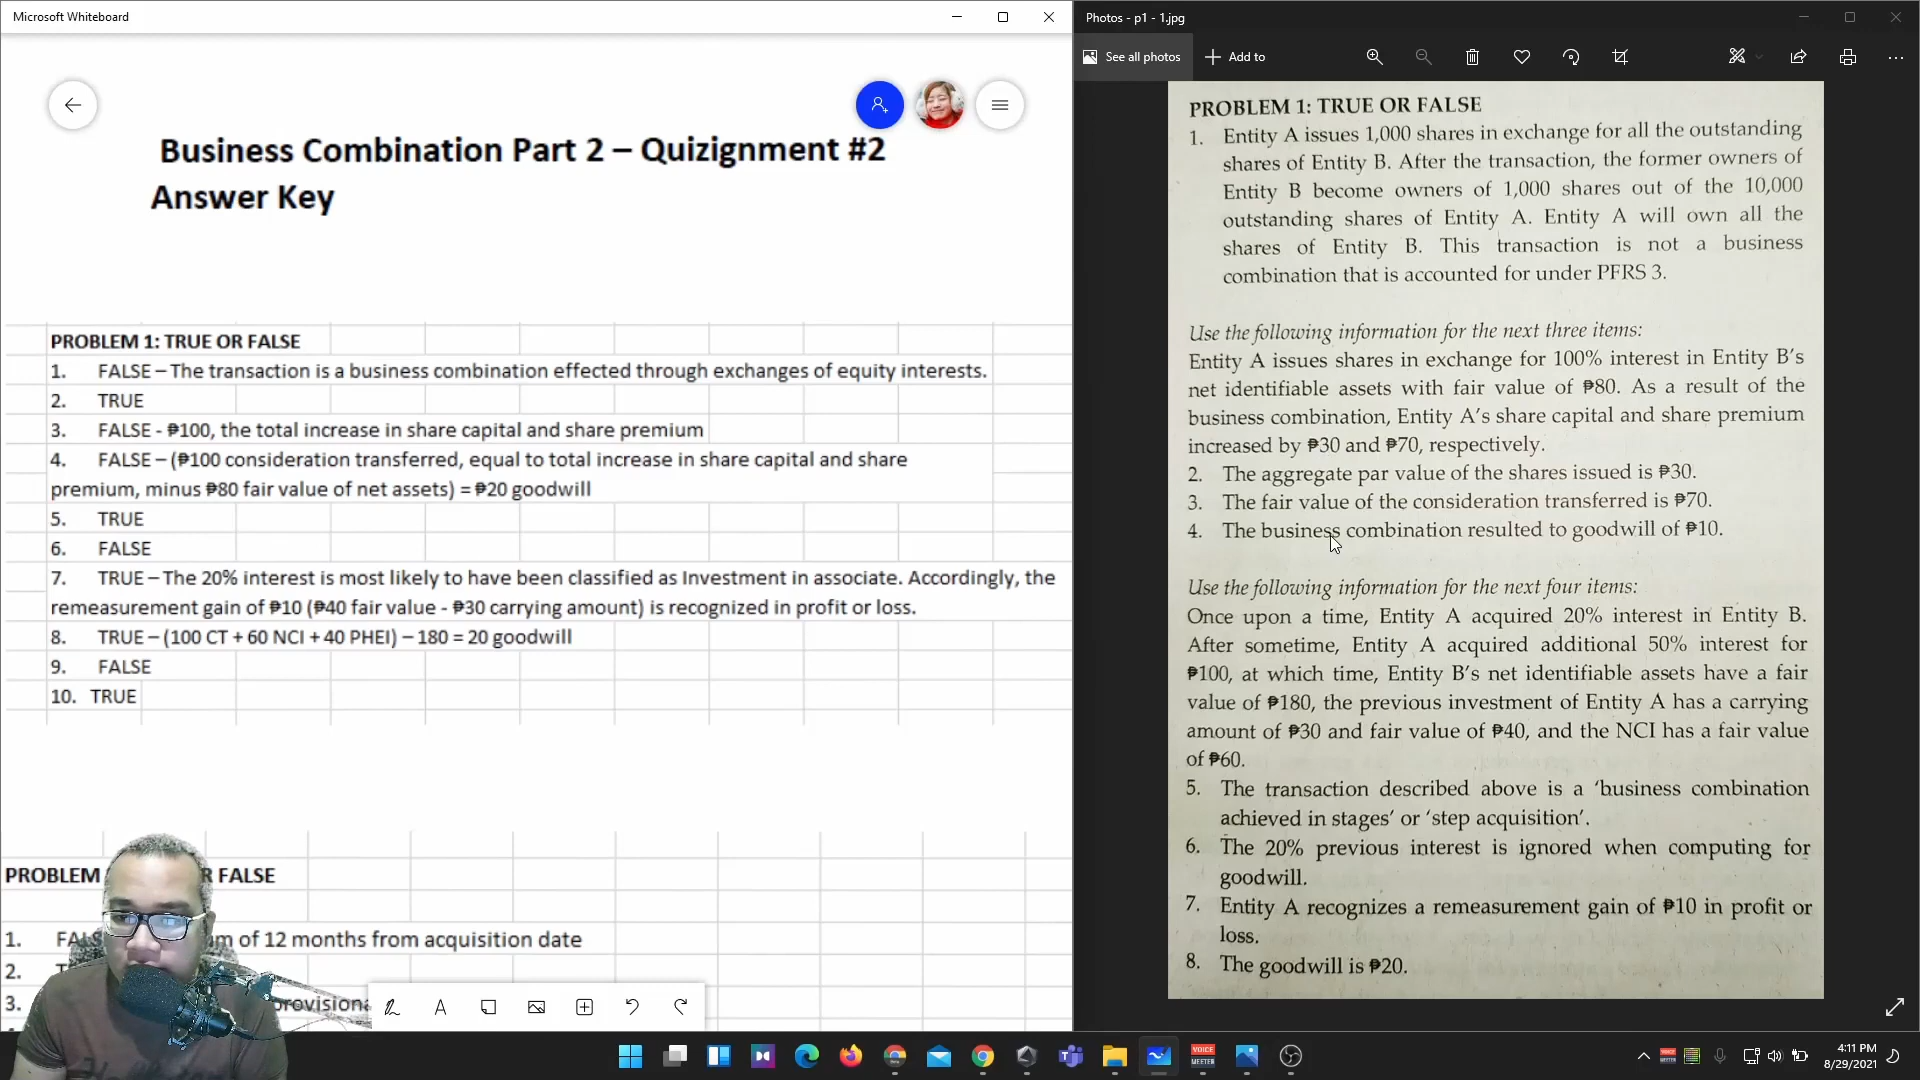 Microsoft Whiteboard
Business Combination Part 2 – Quizignment #2
Answer Key
PROBLEM 1: TRUE OR FALSE
1. FALSE – The transaction is a business combination effected through exchanges of equity interests.
2. TRUE
3. FALSE - ₱100, the total increase in share capital and share premium
4. FALSE – (₱100 consideration transferred, equal to total increase in share capital and share
premium, minus ₱80 fair value of net assets) = ₱20 goodwill
5. TRUE
6. FALSE
7. TRUE – The 20% interest is most likely to have been classified as Investment in associate. Accordingly, the
remeasurement gain of ₱10 (₱40 fair value - ₱30 carrying amount) is recognized in profit or loss.
8. TRUE – (100 CT + 60 NCI + 40 PHEI) – 180 = 20 goodwill
9. FALSE
10. TRUE
PROBLEM R FALSE
1. of 12 months from acquisition date
2.
3.
Photos - p1 - 1.jpg
See all photos
Add to
PROBLEM 1: TRUE OR FALSE
1. Entity A issues 1,000 shares in exchange for all the outstanding
shares of Entity B. After the transaction, the former owners of
Entity B become owners of 1,000 shares out of the 10,000
outstanding shares of Entity A. Entity A will own all the
shares of Entity B. This transaction is not a business
combination that is accounted for under PFRS 3.
Use the following information for the next three items:
Entity A issues shares in exchange for 100% interest in Entity B's
net identifiable assets with fair value of ₱80. As a result of the
business combination, Entity A's share capital and share premium
increased by ₱30 and ₱70, respectively.
2. The aggregate par value of the shares issued is ₱30.
3. The fair value of the consideration transferred is ₱70.
4. The business combination resulted to goodwill of ₱10.
Use the following information for the next four items:
Once upon a time, Entity A acquired 20% interest in Entity B.
After sometime, Entity A acquired additional 50% interest for
₱100, at which time, Entity B's net identifiable assets have a fair
value of ₱180, the previous investment of Entity A has a carrying
amount of ₱30 and fair value of ₱40, and the NCI has a fair value
of ₱60.
5. The transaction described above is a 'business combination
achieved in stages' or 'step acquisition'.
6. The 20% previous interest is ignored when computing for
goodwill.
7. Entity A recognizes a remeasurement gain of ₱10 in profit or
loss.
8. The goodwill is ₱20.
VOICE
MEETER
4:11 PM
8/29/2021